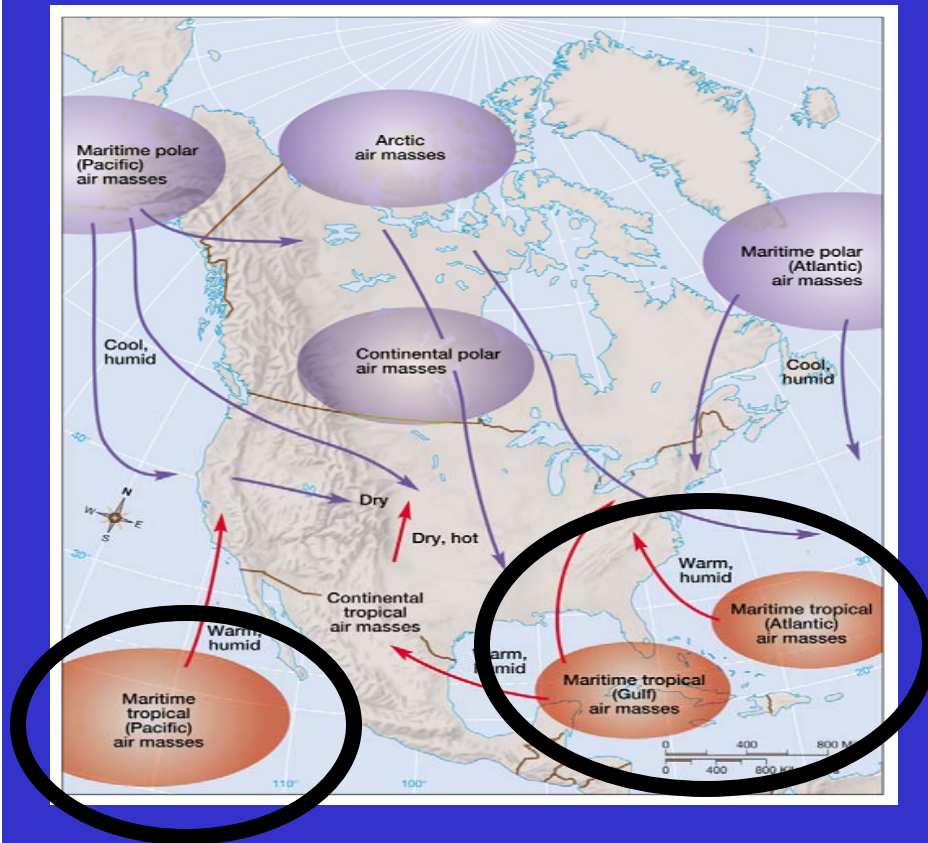 Maritime polar
(Pacific)
air masses
Arctic
air masses
Maritime polar
(Atlantic)
air masses
Cool,
humid
Continental polar
air masses
Cool,
humid
40°
N
W
E
S
Dry
Dry, hot
30°
30°
Warm,
humid
Continental
tropical
air masses
Maritime tropical
(Atlantic)
air masses
Warm,
humid
Warm,
humid
20°
Maritime tropical
(Gulf)
air masses
Maritime
tropical
(Pacific)
air masses
0 400 800
0 400 800
110°
100°